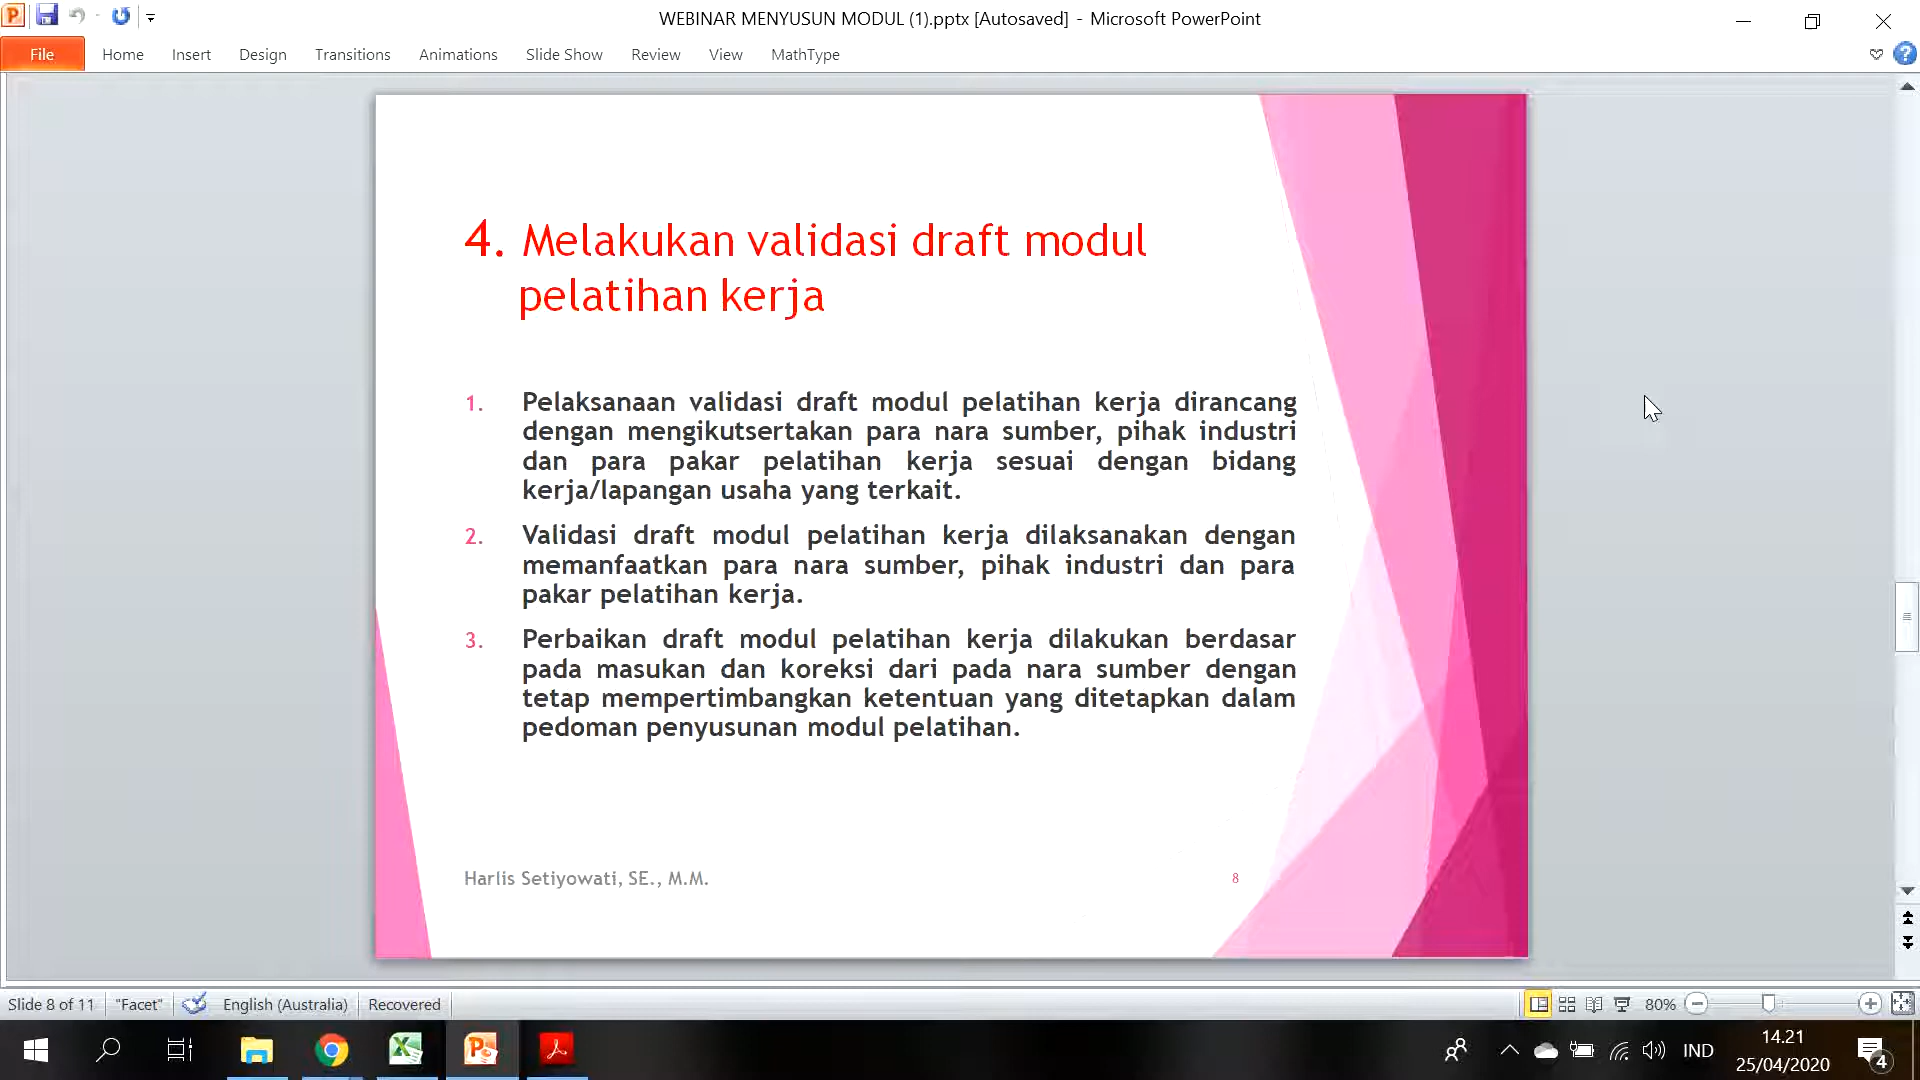 WEBINAR MENYUSUN MODUL (1).pptx [Autosaved] - Microsoft PowerPoint
File Home Insert Design Transitions Animations Slide Show Review View MathType
4. Melakukan validasi draft modul
pelatihan kerja
1. Pelaksanaan validasi draft modul pelatihan kerja dirancang
dengan mengikutsertakan para nara sumber, pihak industri
dan para pakar pelatihan kerja sesuai dengan bidang
kerja/lapangan usaha yang terkait.
2. Validasi draft modul pelatihan kerja dilaksanakan dengan
memanfaatkan para nara sumber, pihak industri dan para
pakar pelatihan kerja.
3. Perbaikan draft modul pelatihan kerja dilakukan berdasar
pada masukan dan koreksi dari pada nara sumber dengan
tetap mempertimbangkan ketentuan yang ditetapkan dalam
pedoman penyusunan modul pelatihan.
Harlis Setiyowati, SE., M.M. 8
Slide 8 of 11 "Facet" English (Australia) Recovered 80%
IND 14.21 4
25/04/2020